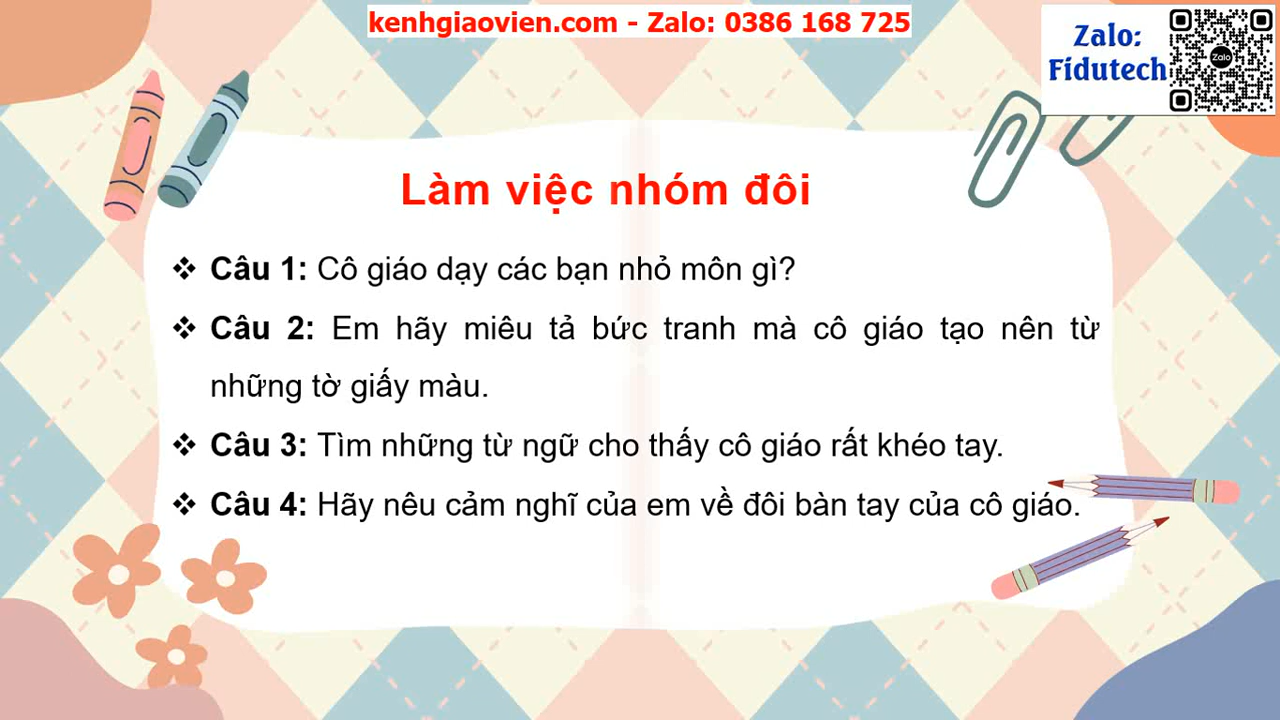 kenhgiaovien.com - Zalo: 0386 168 725
Zalo:
Fidutech
Zalo
Làm việc nhóm đôi
❖ Câu 1: Cô giáo dạy các bạn nhỏ môn gì?
❖ Câu 2: Em hãy miêu tả bức tranh mà cô giáo tạo nên từ
những tờ giấy màu.
❖ Câu 3: Tìm những từ ngữ cho thấy cô giáo rất khéo tay.
❖ Câu 4: Hãy nêu cảm nghĩ của em về đôi bàn tay của cô giáo.